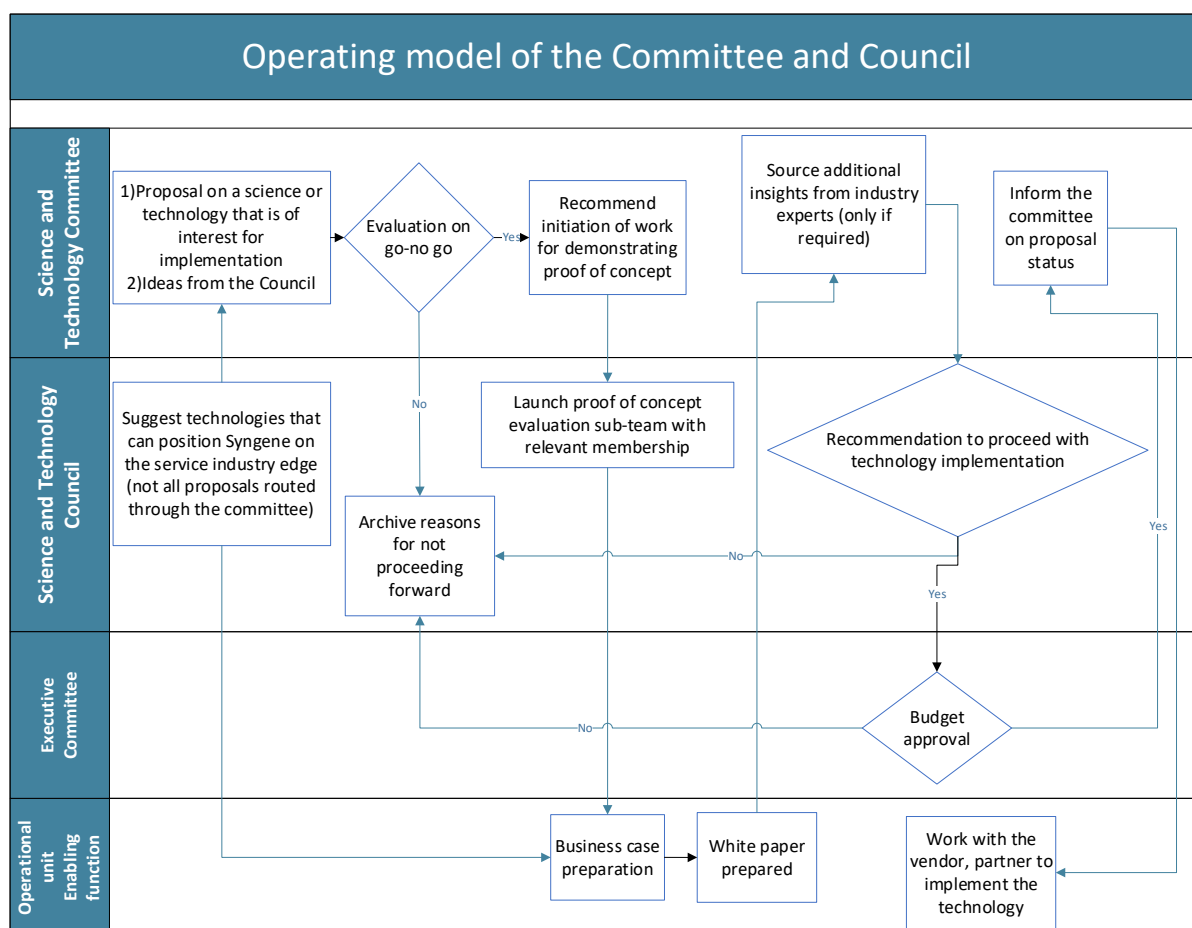 Operating model of the Committee and Council
Science and
Technology Committee
1)Proposal on a science or
technology that is of
interest for
implementation
2)Ideas from the Council
Evaluation on
go-no go
Yes
Recommend
initiation of work
for demonstrating
proof of concept
Source additional
insights from industry
experts (only if
required)
Inform the
committee
on proposal
status
Science and Technology
Council
Suggest technologies that
can position Syngene on
the service industry edge
(not all proposals routed
through the committee)
No
Launch proof of concept
evaluation sub-team with
relevant membership
Recommendation to proceed with
technology implementation
Archive reasons
for not
proceeding
forward
No
Yes
Yes
Executive
Committee
No
Budget
approval
Operational
unit
Enabling
function
Business case
preparation
White paper
prepared
Work with the
vendor, partner to
implement the
technology